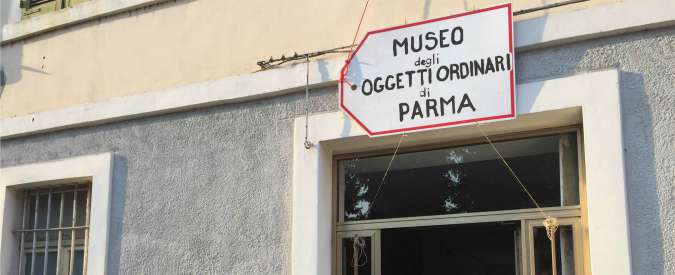 MUSEO
degli
OGGETTI ORDINARI
di
PARMA